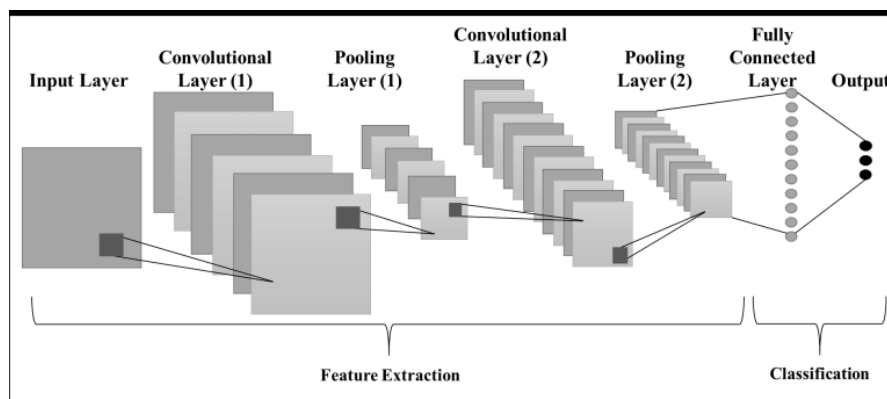 Input Layer
Convolutional
Layer (1)
Pooling
Layer (1)
Convolutional
Layer (2)
Pooling
Layer (2)
Fully
Connected
Layer
Output
Feature Extraction
Classification